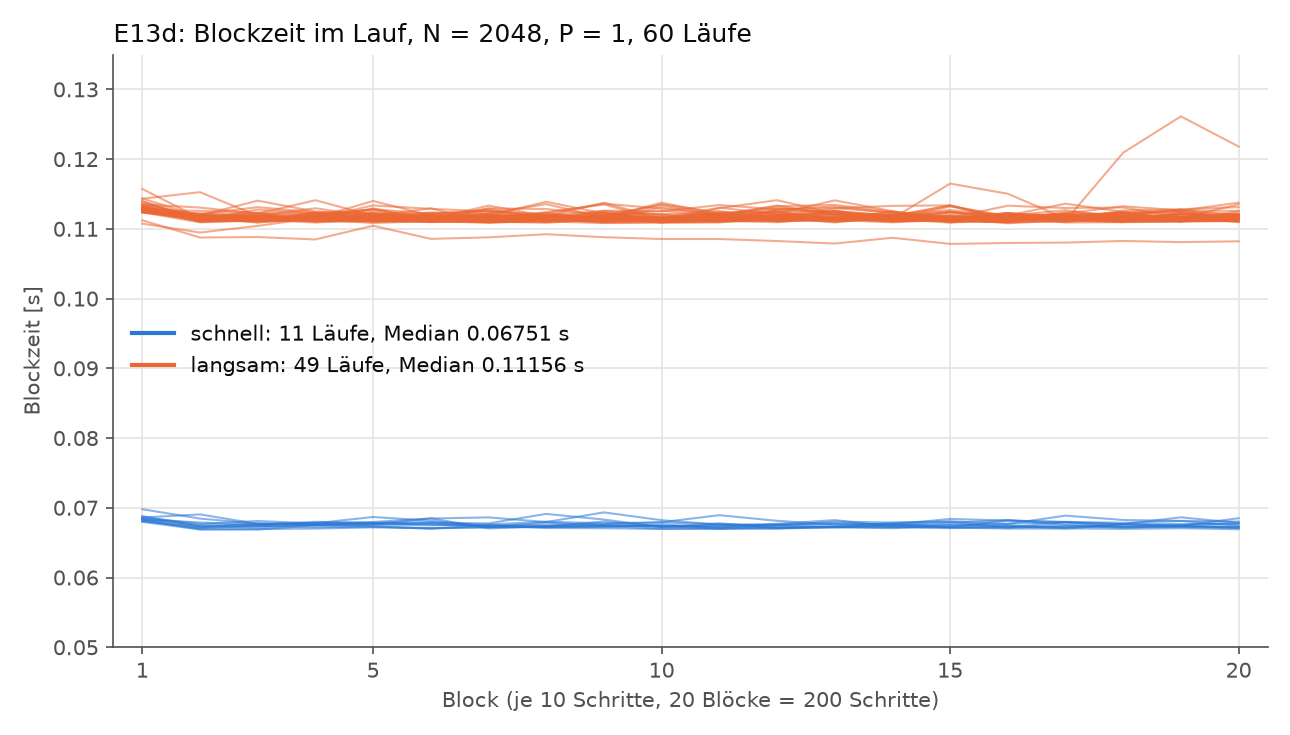 E13d: Blockzeit im Lauf, N = 2048, P = 1, 60 Läufe
0.13
0.12
0.11
0.10
0.09
0.08
0.07
0.06
0.05
Blockzeit [s]
schnell: 11 Läufe, Median 0.06751 s
langsam: 49 Läufe, Median 0.11156 s
1
5
10
15
20
Block (je 10 Schritte, 20 Blöcke = 200 Schritte)